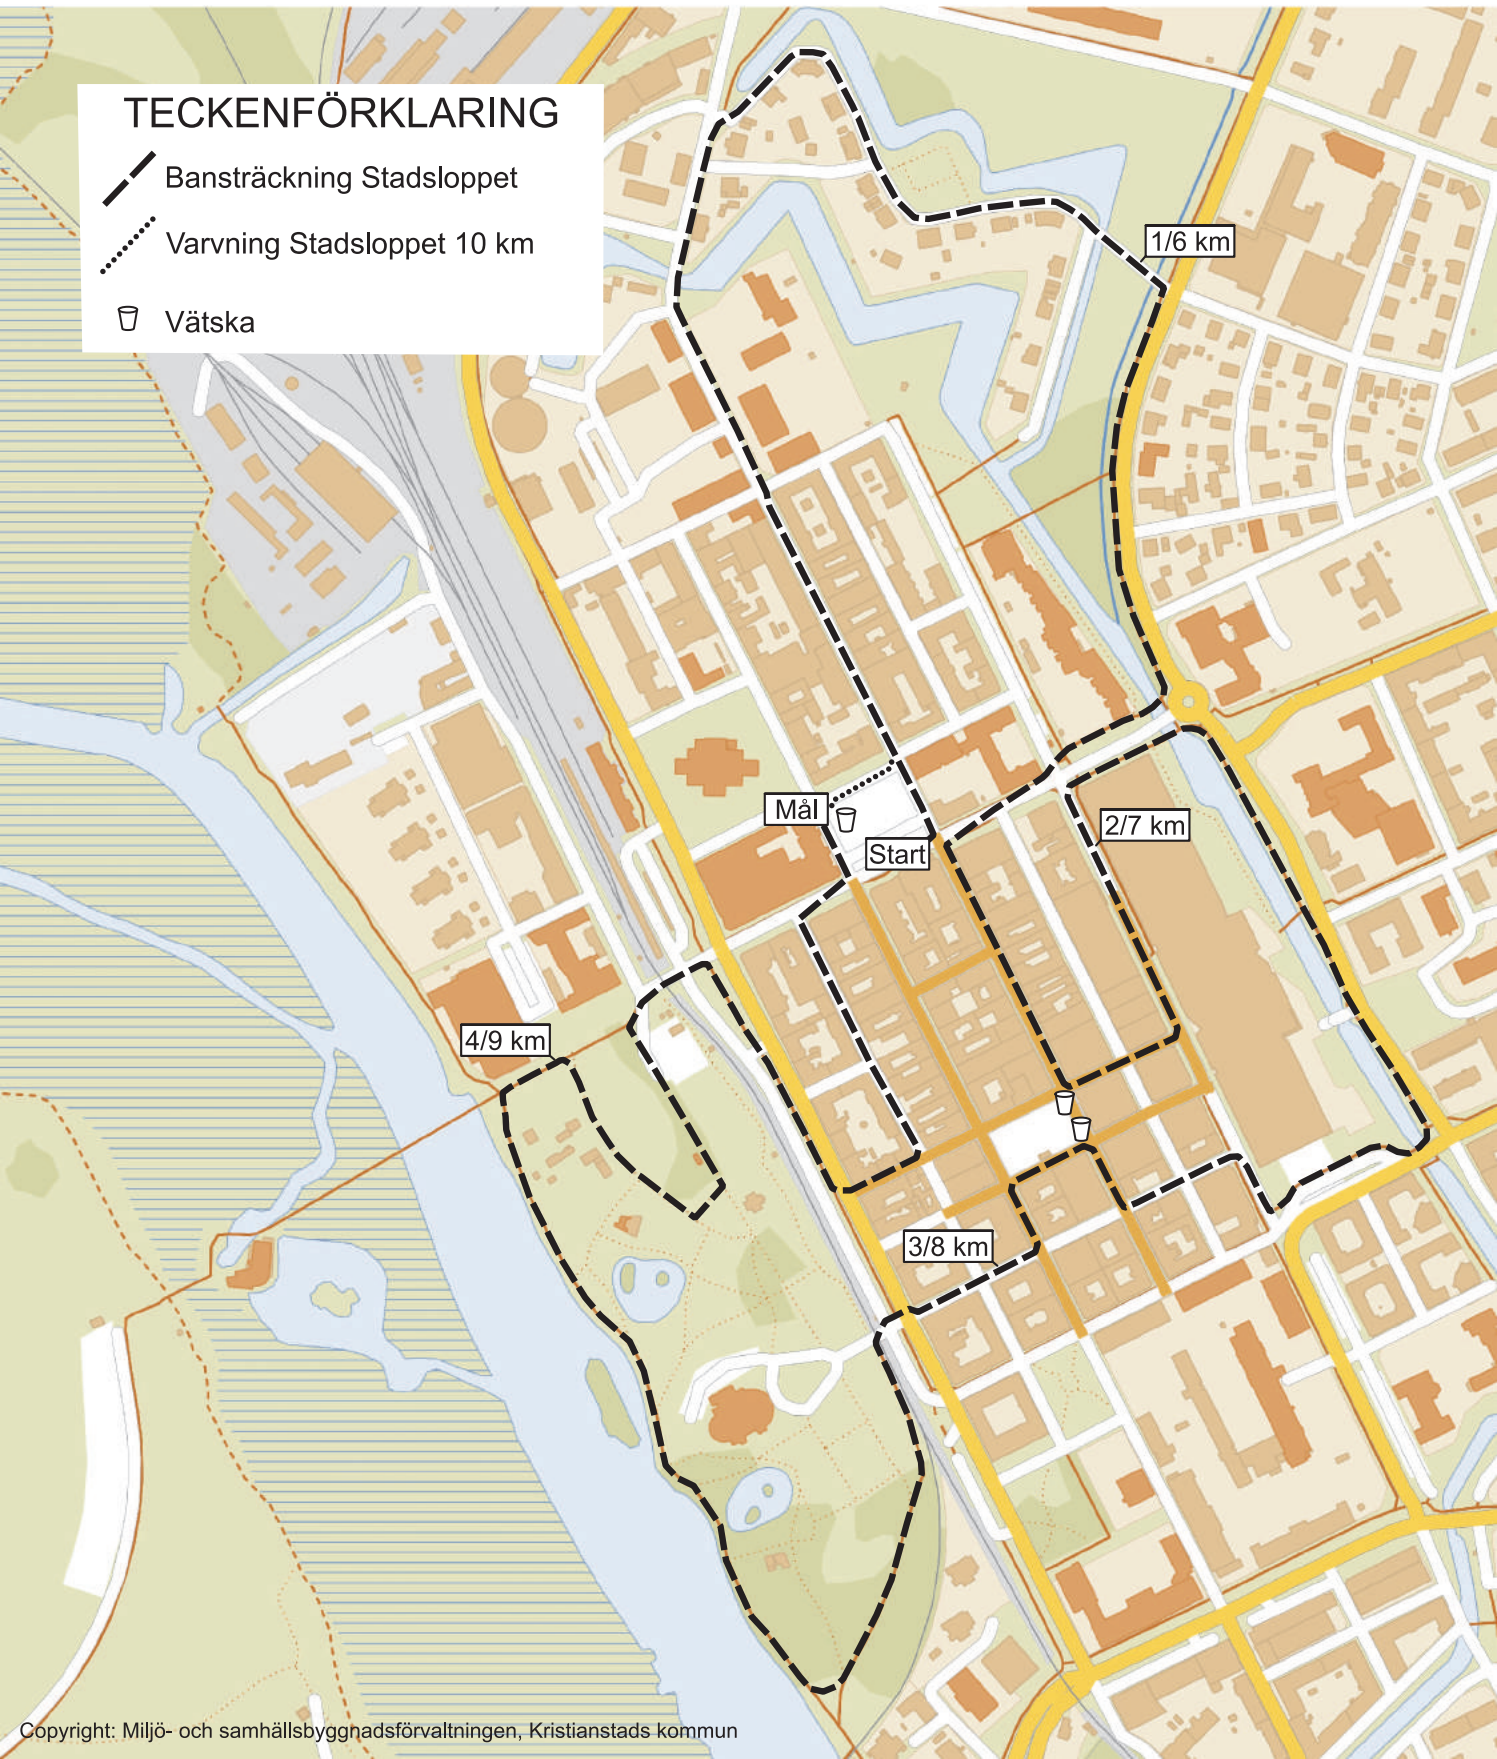 TECKENFÖRKLARING
Bansträckning Stadsloppet
Varvning Stadsloppet 10 km
Vätska
1/6 km
Mål
Start
2/7 km
4/9 km
3/8 km
Copyright: Miljö- och samhällsbyggnadsförvaltningen, Kristianstads kommun